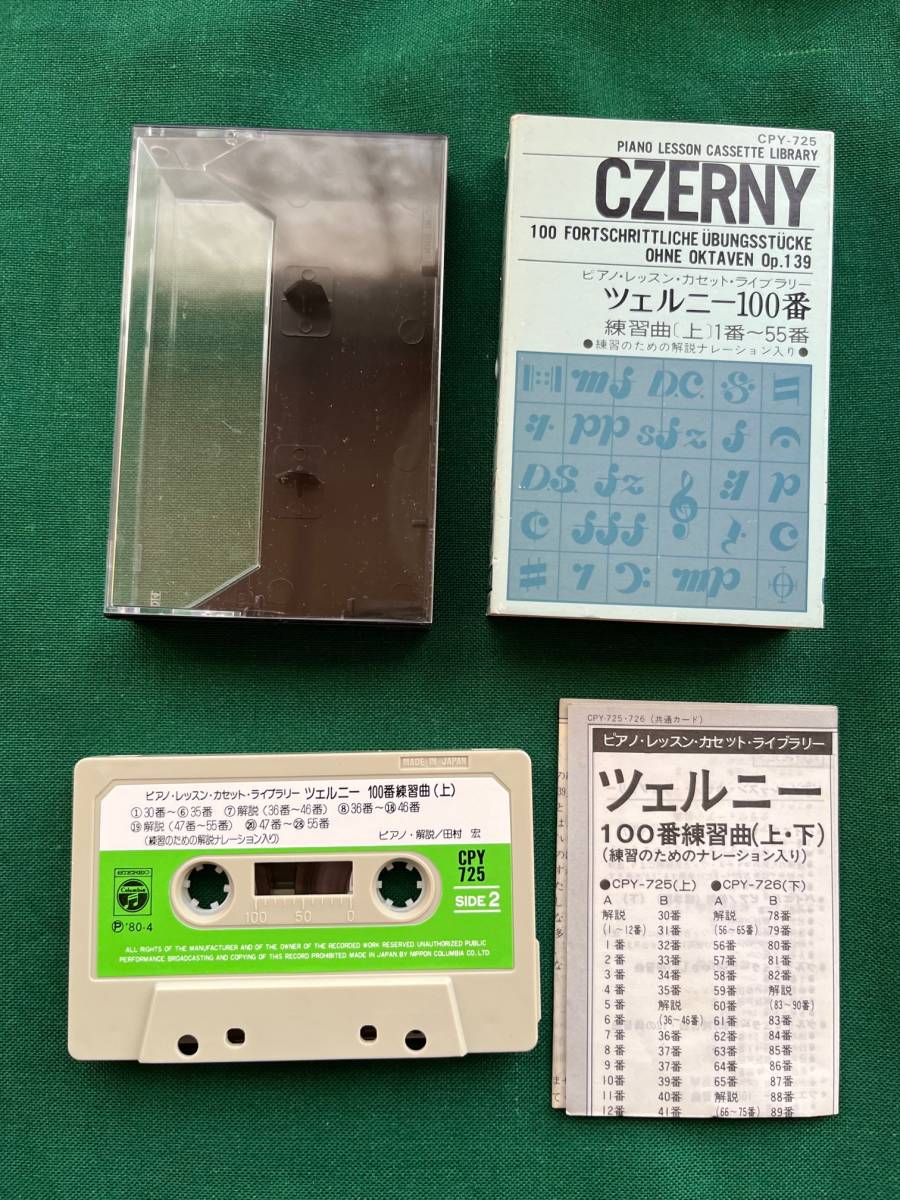 CPY-725
PIANO LESSON CASSETTE LIBRARY
CZERNY
100 FORTSCHRITTLICHE ÜBUNGSSTÜCKE
OHNE OKTAVEN Op.139
ピアノ・レッスン・カセット・ライブラリー
ツェルニー100番
練習曲〔上〕1番〜55番
●練習のための解説ナレーション入り●
mf D.C.
pp sfz f
D.S. fz p
fff
mp
MADE IN JAPAN
ピアノ・レッスン・カセット・ライブラリー ツェルニー 100番練習曲(上)
①30番〜⑥35番 ⑦解説(36番〜46番) ⑧36番〜⑱46番
⑲解説(47番〜55番) ⑳47番〜㉘55番
(練習のための解説ナレーション入り) ピアノ・解説/田村 宏
STEREO
Columbia
Ⓟ'80・4
CPY
725
SIDE 2
100 50 0
ALL RIGHTS OF THE MANUFACTURER AND OF THE OWNER OF THE RECORDED WORK RESERVED. UNAUTHORIZED PUBLIC
PERFORMANCE BROADCASTING AND COPYING OF THIS RECORD PROHIBITED. MADE IN JAPAN. BY NIPPON COLUMBIA CO. LTD.
CPY-725・726(共通カード)
ピアノ・レッスン・カセット・ライブラリー
ツェルニー
100番練習曲(上・下)
(練習のためのナレーション入り)
●CPY-725(上) ●CPY-726(下)
A B A B
解説 30番 解説 78番
(1〜12番) 31番 (56〜65番) 79番
1番 32番 56番 80番
2番 33番 57番 81番
3番 34番 58番 82番
4番 35番 59番 解説
5番 解説 60番 (83〜90番)
6番 (36〜46番) 61番 83番
7番 36番 62番 84番
8番 37番 63番 85番
9番 37番 64番 86番
10番 39番 65番 87番
11番 40番 解説 88番
12番 41番 (66〜75番) 89番